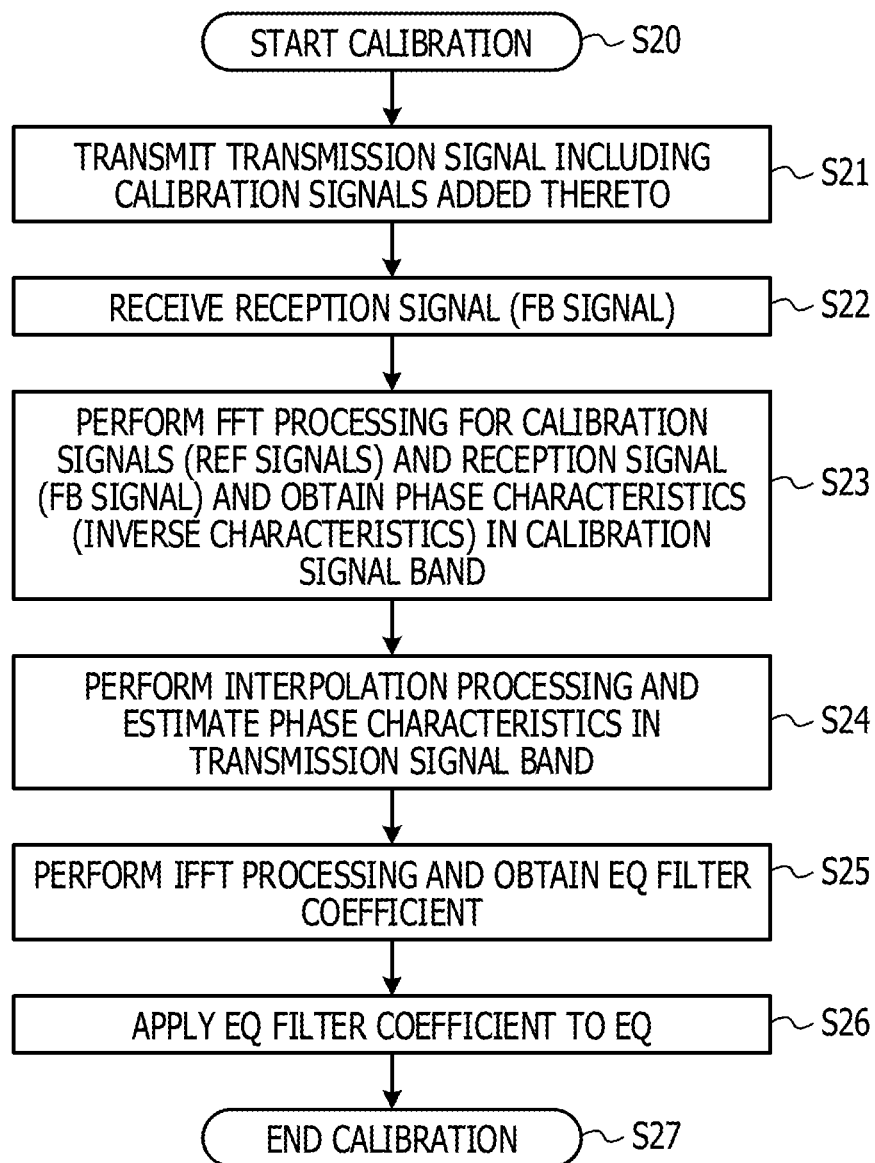 START CALIBRATION
S20
TRANSMIT TRANSMISSION SIGNAL INCLUDING
CALIBRATION SIGNALS ADDED THERETO
S21
RECEIVE RECEPTION SIGNAL (FB SIGNAL)
S22
PERFORM FFT PROCESSING FOR CALIBRATION
SIGNALS (REF SIGNALS) AND RECEPTION SIGNAL
(FB SIGNAL) AND OBTAIN PHASE CHARACTERISTICS
(INVERSE CHARACTERISTICS) IN CALIBRATION
SIGNAL BAND
S23
PERFORM INTERPOLATION PROCESSING AND
ESTIMATE PHASE CHARACTERISTICS IN
TRANSMISSION SIGNAL BAND
S24
PERFORM IFFT PROCESSING AND OBTAIN EQ FILTER
COEFFICIENT
S25
APPLY EQ FILTER COEFFICIENT TO EQ
S26
END CALIBRATION
S27